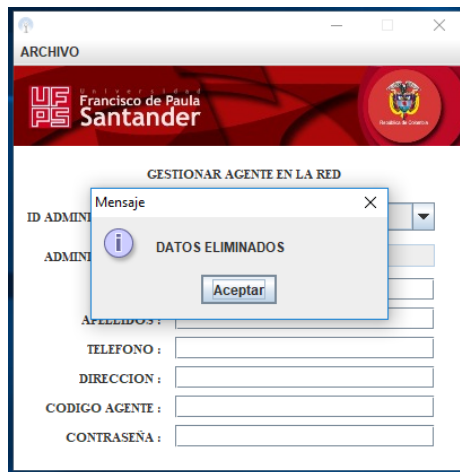 ARCHIVO
UFPS
Universidad
Francisco de Paula
Santander
República de Colombia
GESTIONAR AGENTE EN LA RED
ID ADMINI
Mensaje
DATOS ELIMINADOS
Aceptar
ADMINI
APELLIDOS :
TELEFONO :
DIRECCION :
CODIGO AGENTE :
CONTRASEÑA :